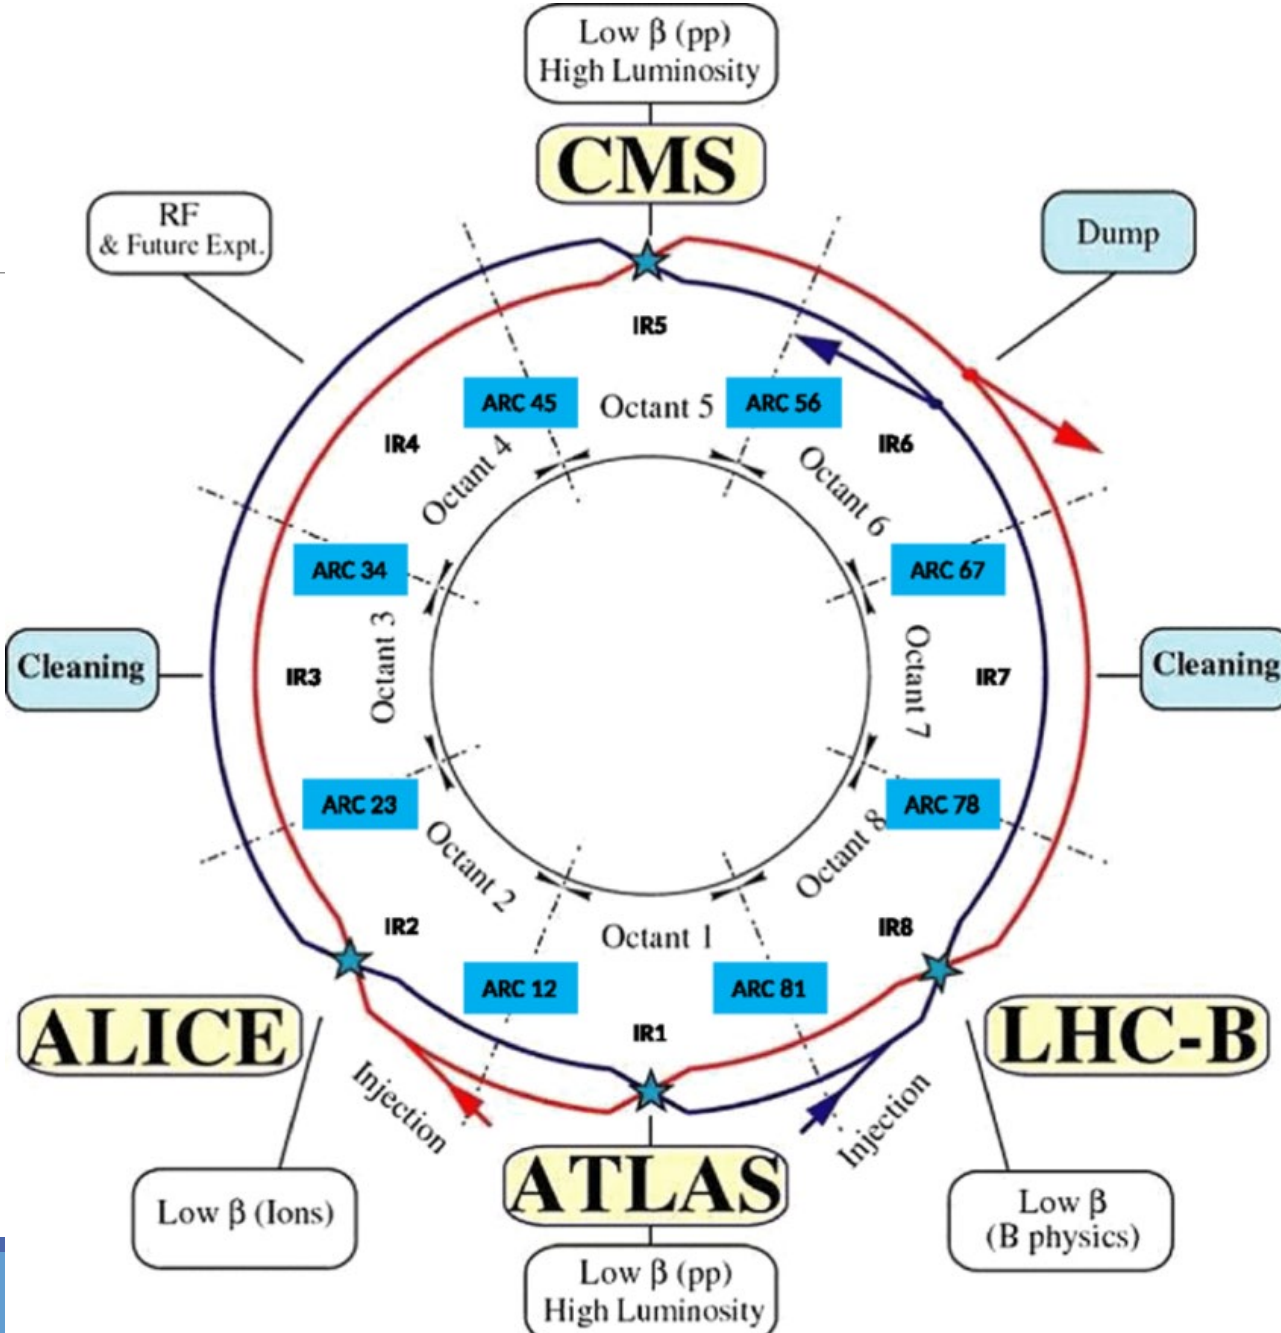 Low β (pp)
High Luminosity
CMS
RF
& Future Expt.
Dump
IR5
ARC 45
Octant 5
ARC 56
IR4
IR6
Octant 4
Octant 6
ARC 34
ARC 67
Cleaning
Octant 3
IR3
Octant 7
IR7
Cleaning
ARC 23
ARC 78
Octant 2
Octant 8
IR2
IR8
Octant 1
ARC 12
ARC 81
ALICE
IR1
LHC-B
Injection
Injection
ATLAS
Low β (Ions)
Low β
(B physics)
Low β (pp)
High Luminosity